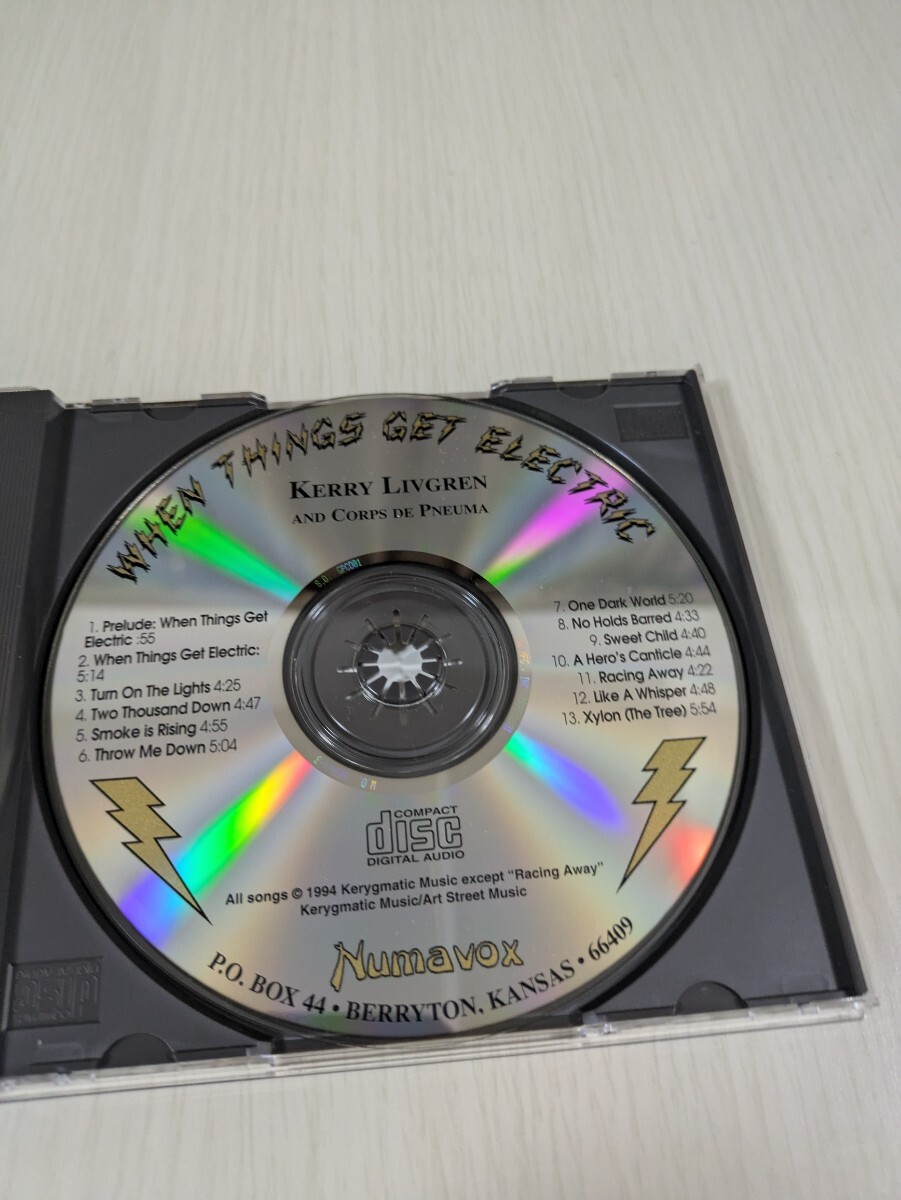 WHEN THINGS GET ELECTRIC
KERRY LIVGREN
AND CORPS DE PNEUMA
1. Prelude: When Things Get
Electric :55
2. When Things Get Electric:
5:14
3. Turn On The Lights 4:25
4. Two Thousand Down 4:47
5. Smoke is Rising 4:55
6. Throw Me Down 5:04
7. One Dark World 5:20
8. No Holds Barred 4:33
9. Sweet Child 4:40
10. A Hero's Canticle 4:44
11. Racing Away 4:22
12. Like A Whisper 4:48
13. Xylon (The Tree) 5:54
COMPACT
disc
DIGITAL AUDIO
All songs © 1994 Kerygmatic Music except "Racing Away"
Kerygmatic Music/Art Street Music
Numavox
P.O. BOX 44 • BERRYTON, KANSAS • 66409